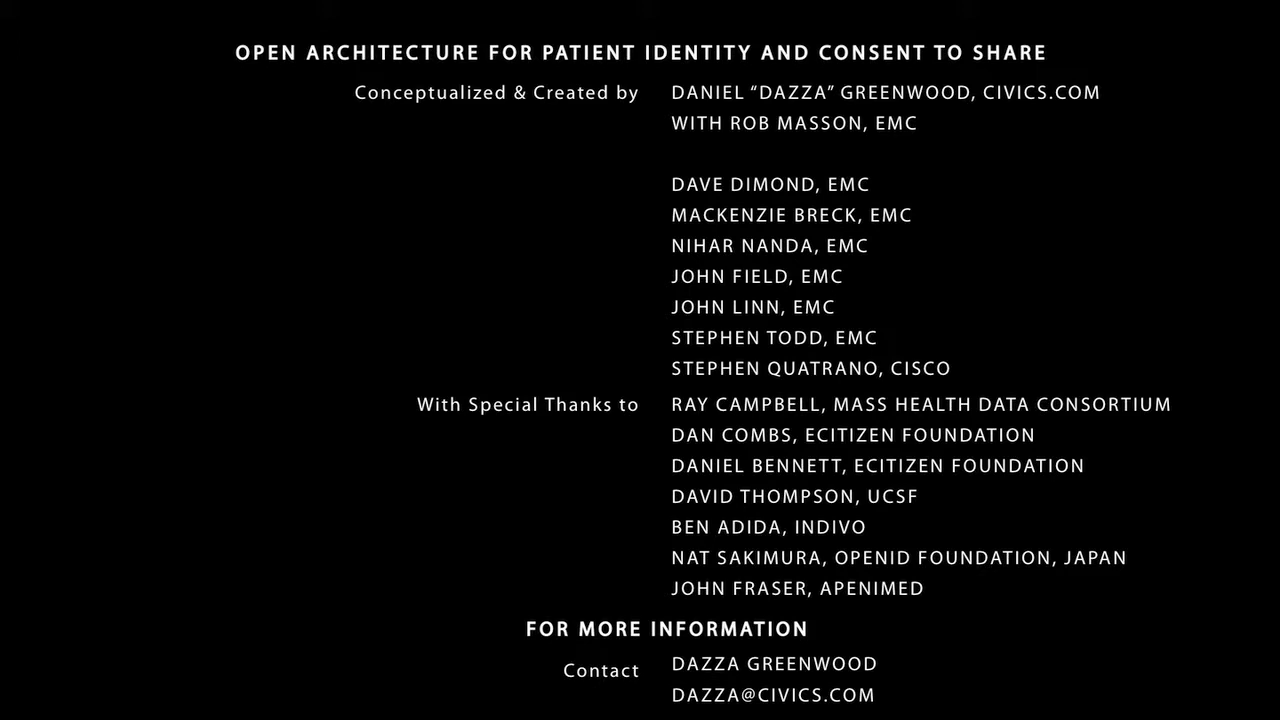 OPEN ARCHITECTURE FOR PATIENT IDENTITY AND CONSENT TO SHARE
Conceptualized & Created by DANIEL “DAZZA” GREENWOOD, CIVICS.COM
WITH ROB MASSON, EMC
DAVE DIMOND, EMC
MACKENZIE BRECK, EMC
NIHAR NANDA, EMC
JOHN FIELD, EMC
JOHN LINN, EMC
STEPHEN TODD, EMC
STEPHEN QUATRANO, CISCO
With Special Thanks to RAY CAMPBELL, MASS HEALTH DATA CONSORTIUM
DAN COMBS, ECITIZEN FOUNDATION
DANIEL BENNETT, ECITIZEN FOUNDATION
DAVID THOMPSON, UCSF
BEN ADIDA, INDIVO
NAT SAKIMURA, OPENID FOUNDATION, JAPAN
JOHN FRASER, APENIMED
FOR MORE INFORMATION
Contact DAZZA GREENWOOD
DAZZA@CIVICS.COM